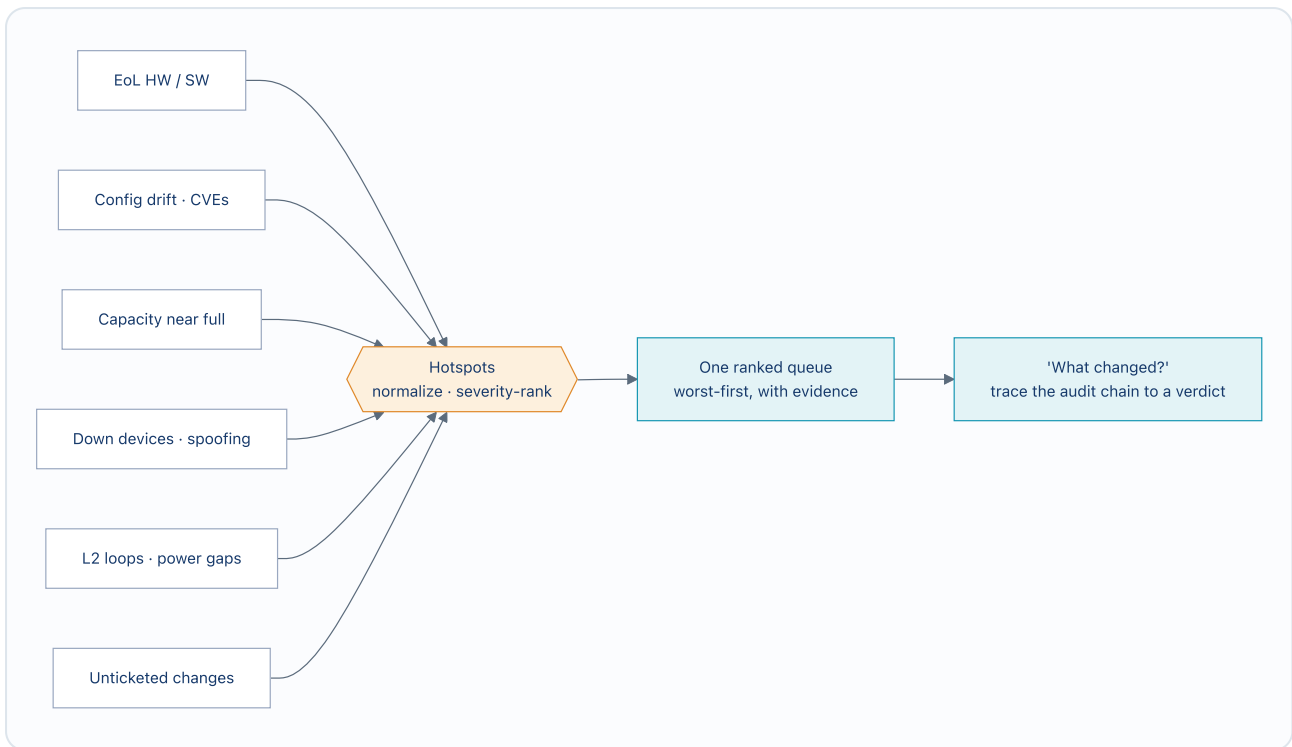 EoL HW / SW
Config drift · CVEs
Capacity near full
Down devices · spoofing
L2 loops · power gaps
Unticketed changes
Hotspots
normalize · severity-rank
One ranked queue
worst-first, with evidence
'What changed?'
trace the audit chain to a verdict